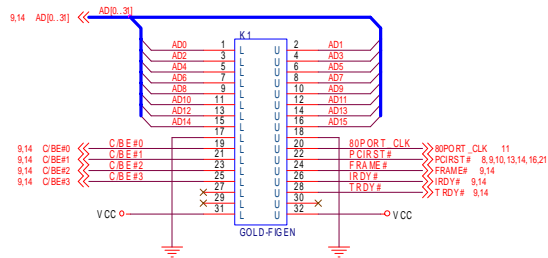 9,14 AD[0..31] AD[0..31]
K1
AD0 1 L U 2 AD1
AD2 3 L U 4 AD3
AD4 5 L U 6 AD5
AD6 7 L U 8 AD7
AD8 9 L U 10 AD9
AD10 11 L U 12 AD11
AD12 13 L U 14 AD13
AD14 15 L U 16 AD15
17 L U 18
9,14 C/BE#0 C/BE#0 19 L U 20 80PORT_CLK 80PORT_CLK 11
9,14 C/BE#1 C/BE#1 21 L U 22 PCIRST# PCIRST# 8,9,10,13,14,16,21
9,14 C/BE#2 C/BE#2 23 L U 24 FRAME# FRAME# 9,14
9,14 C/BE#3 C/BE#3 25 L U 26 IRDY# IRDY# 9,14
27 L U 28 TRDY# TRDY# 9,14
29 L U 30
VCC 31 L U 32 VCC
GOLD-FIGEN